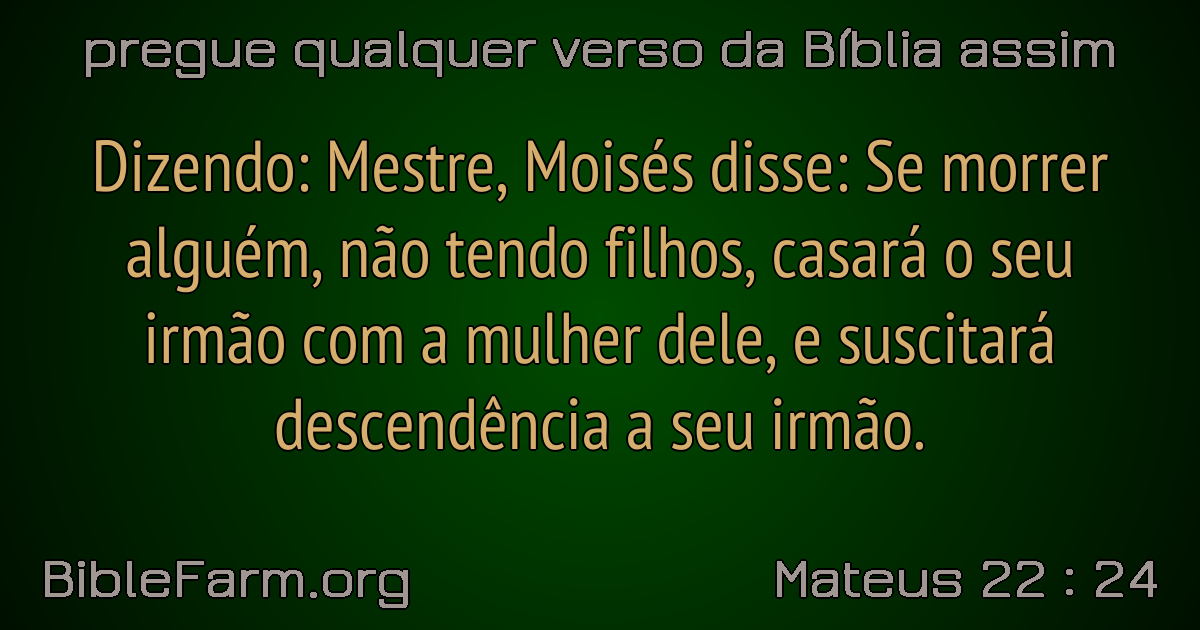 pregue qualquer verso da Bíblia assim
Dizendo: Mestre, Moisés disse: Se morrer
alguém, não tendo filhos, casará o seu
irmão com a mulher dele, e suscitará
descendência a seu irmão.
BibleFarm.org
Mateus 22 : 24